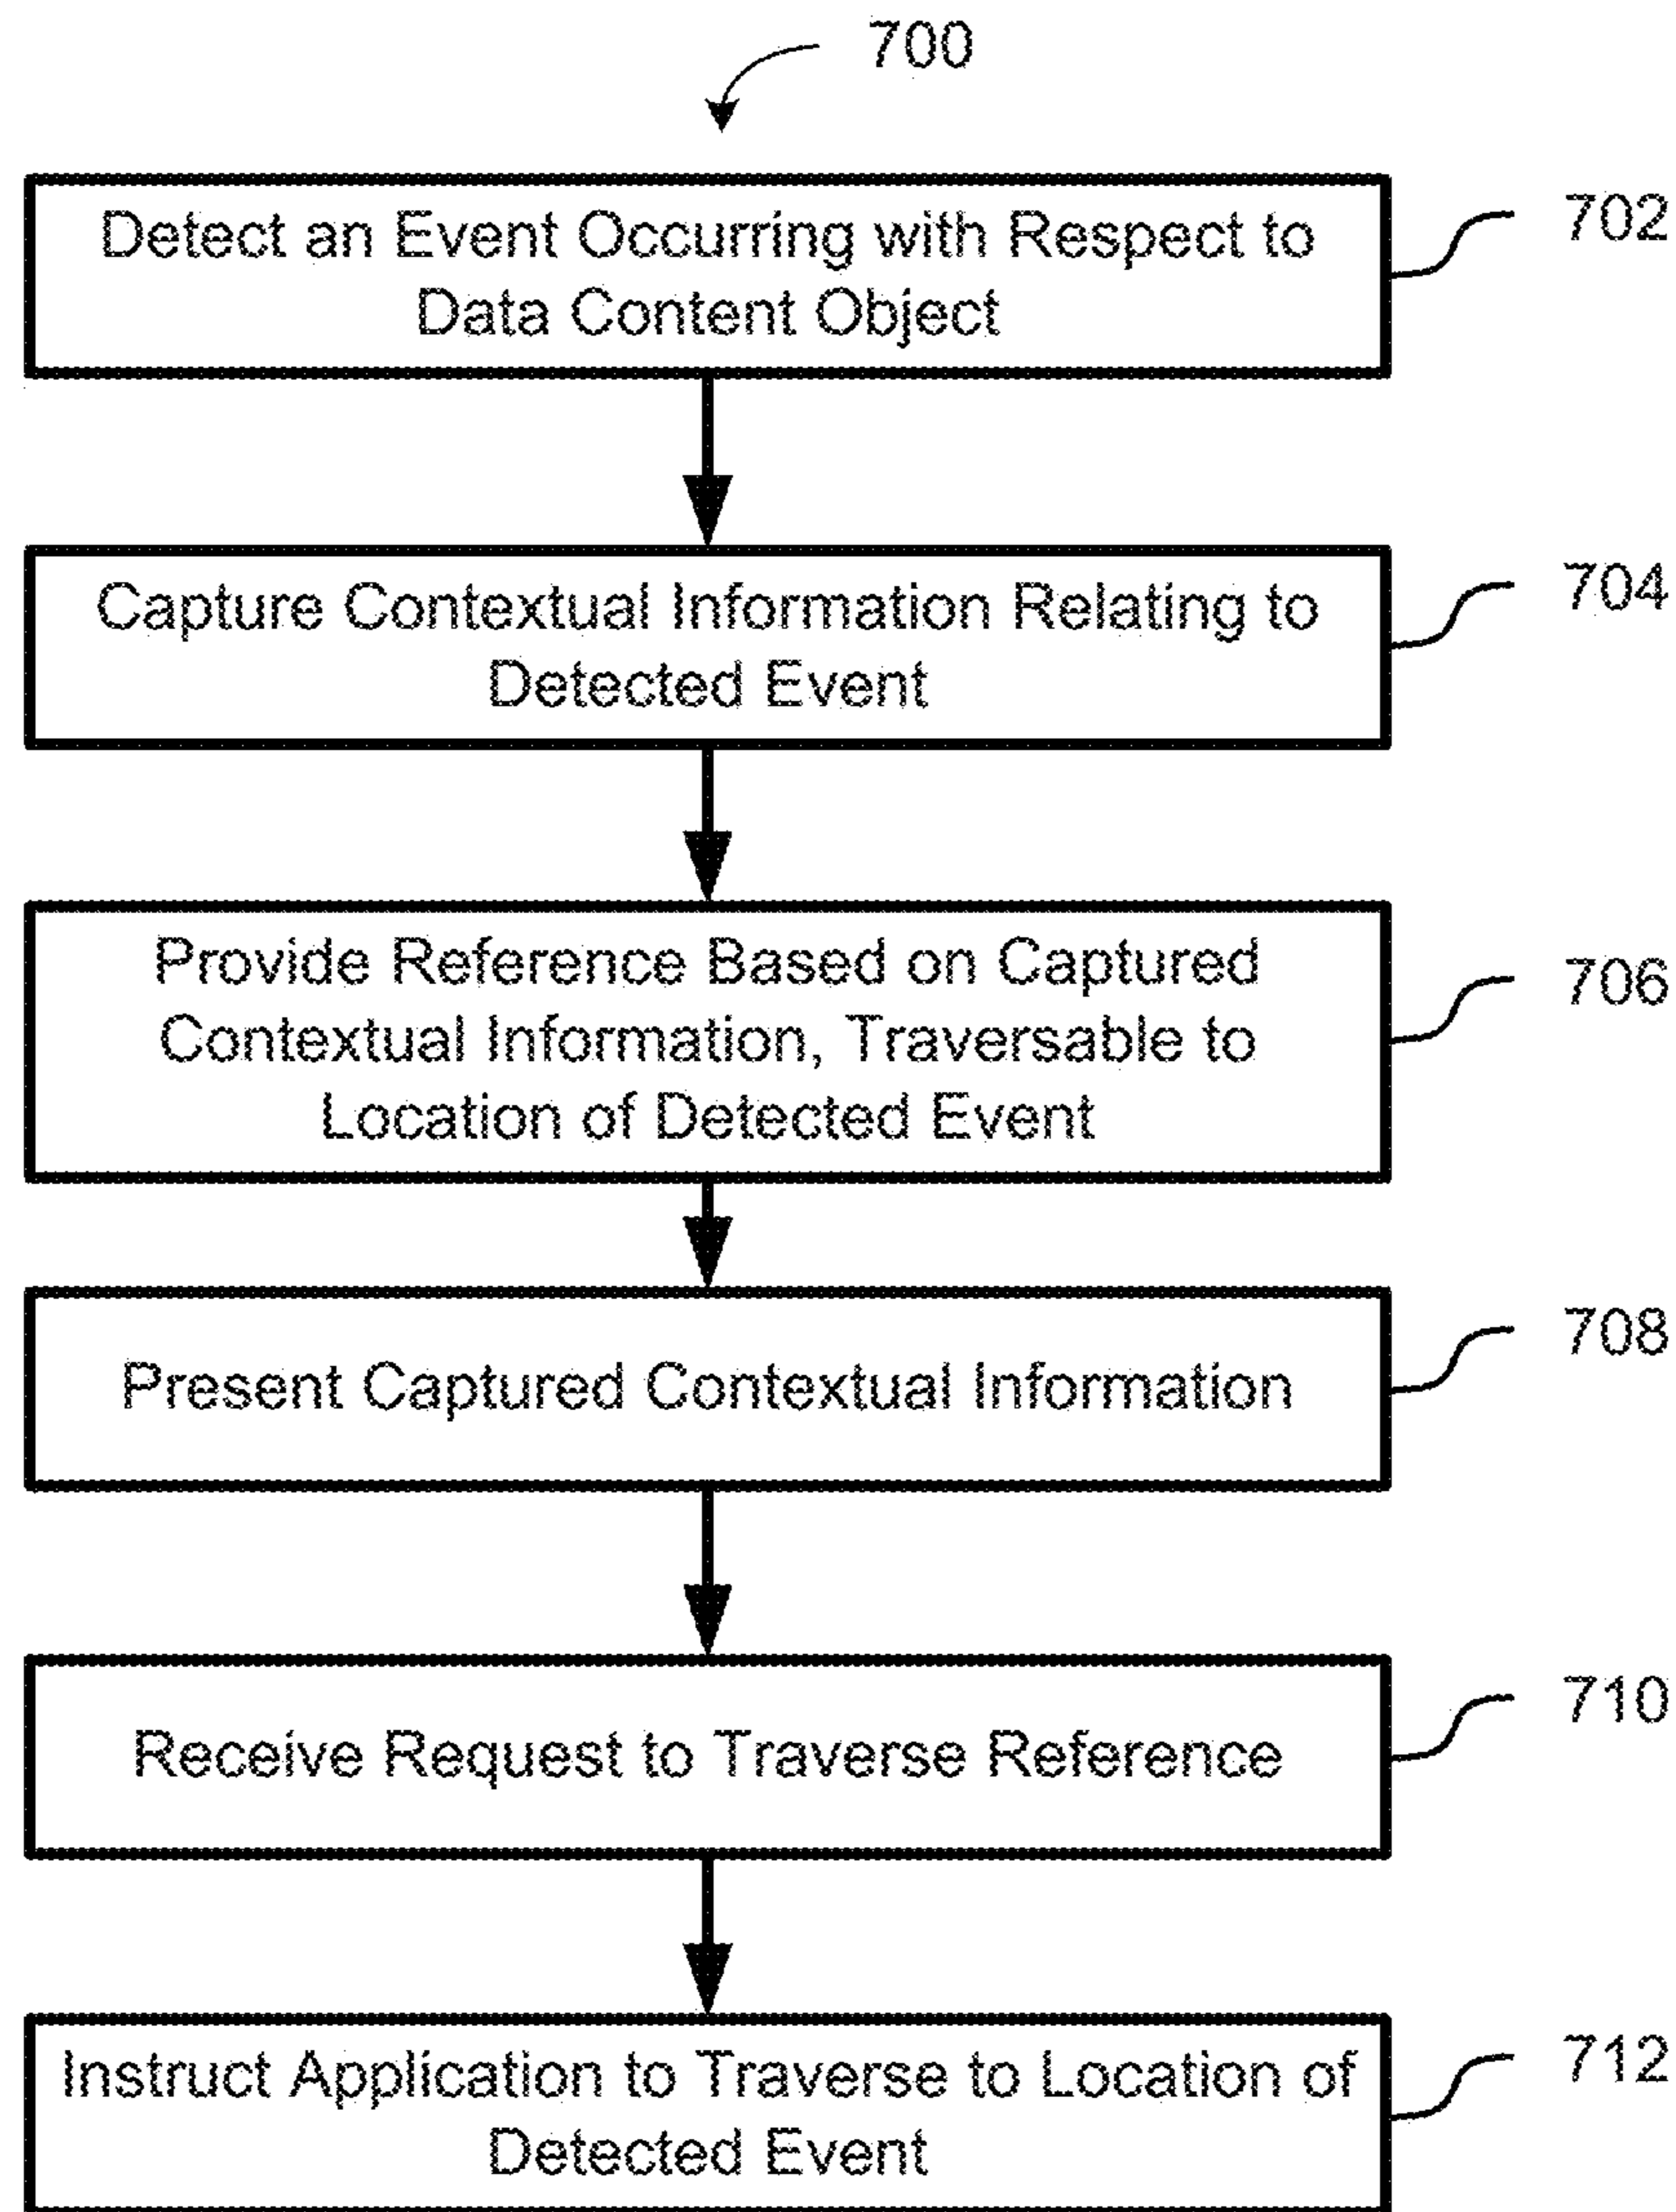 700
Detect an Event Occurring with Respect to
Data Content Object
702
Capture Contextual Information Relating to
Detected Event
704
Provide Reference Based on Captured
Contextual Information, Traversable to
Location of Detected Event
706
Present Captured Contextual Information
708
Receive Request to Traverse Reference
710
Instruct Application to Traverse to Location of
Detected Event
712